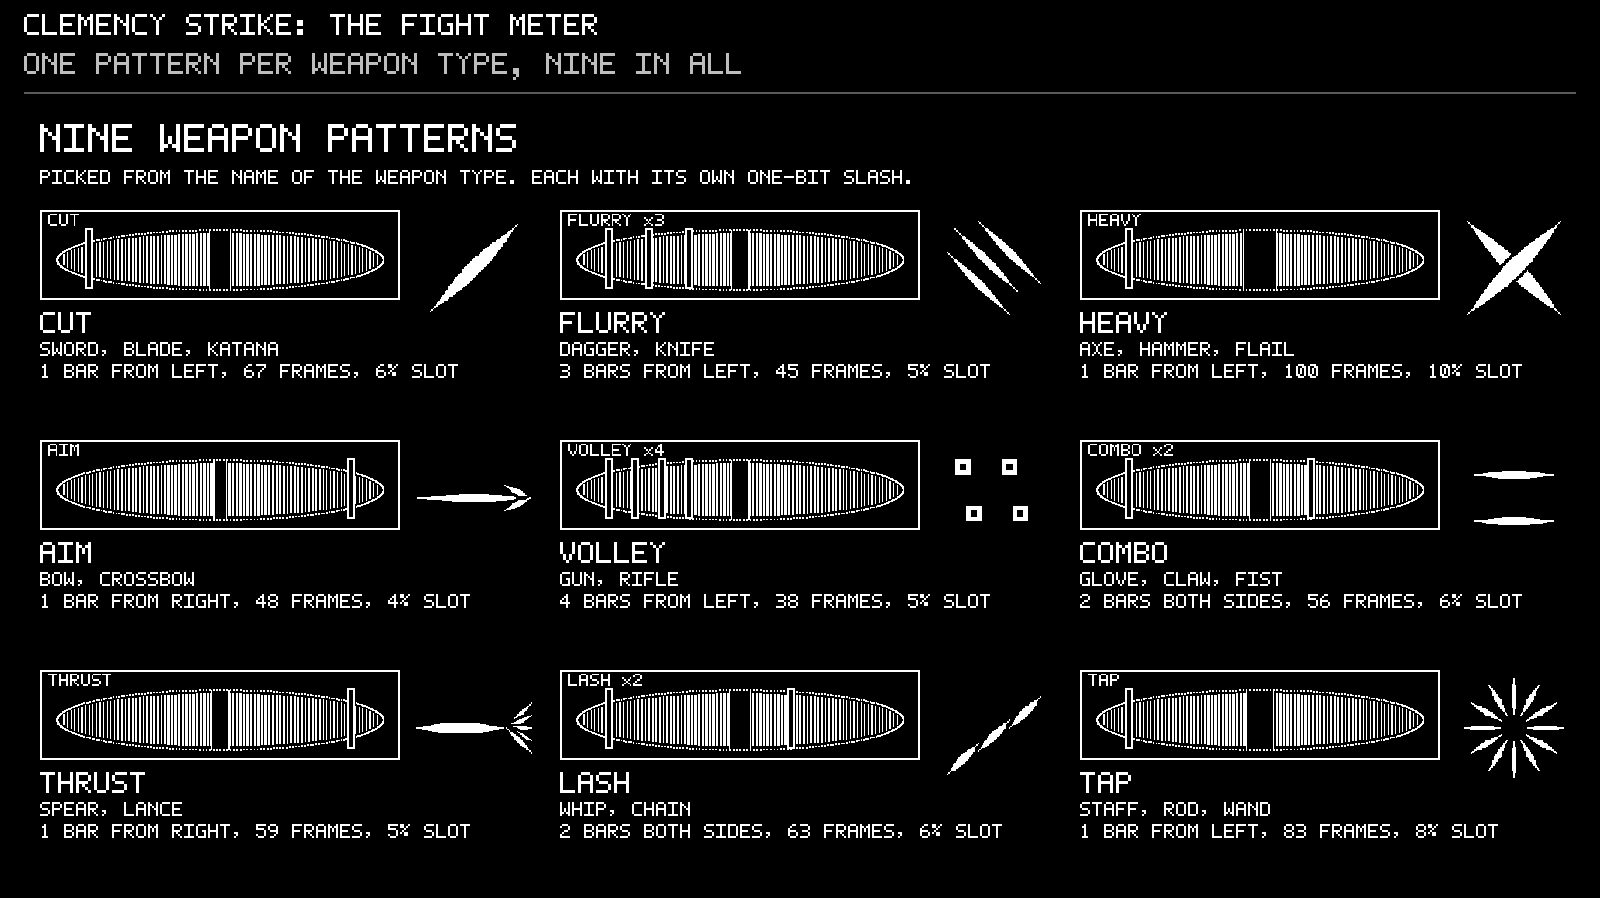 CLEMENCY STRIKE: THE FIGHT METER
ONE PATTERN PER WEAPON TYPE, NINE IN ALL
NINE WEAPON PATTERNS
PICKED FROM THE NAME OF THE WEAPON TYPE. EACH WITH ITS OWN ONE-BIT SLASH.
CUT
CUT
SWORD, BLADE, KATANA
1 BAR FROM LEFT, 67 FRAMES, 6% SLOT
FLURRY x3
FLURRY
DAGGER, KNIFE
3 BARS FROM LEFT, 45 FRAMES, 5% SLOT
HEAVY
HEAVY
AXE, HAMMER, FLAIL
1 BAR FROM LEFT, 100 FRAMES, 10% SLOT
AIM
AIM
BOW, CROSSBOW
1 BAR FROM RIGHT, 48 FRAMES, 4% SLOT
VOLLEY x4
VOLLEY
GUN, RIFLE
4 BARS FROM LEFT, 38 FRAMES, 5% SLOT
COMBO x2
COMBO
GLOVE, CLAW, FIST
2 BARS BOTH SIDES, 56 FRAMES, 6% SLOT
THRUST
THRUST
SPEAR, LANCE
1 BAR FROM RIGHT, 59 FRAMES, 5% SLOT
LASH x2
LASH
WHIP, CHAIN
2 BARS BOTH SIDES, 63 FRAMES, 6% SLOT
TAP
TAP
STAFF, ROD, WAND
1 BAR FROM LEFT, 83 FRAMES, 8% SLOT